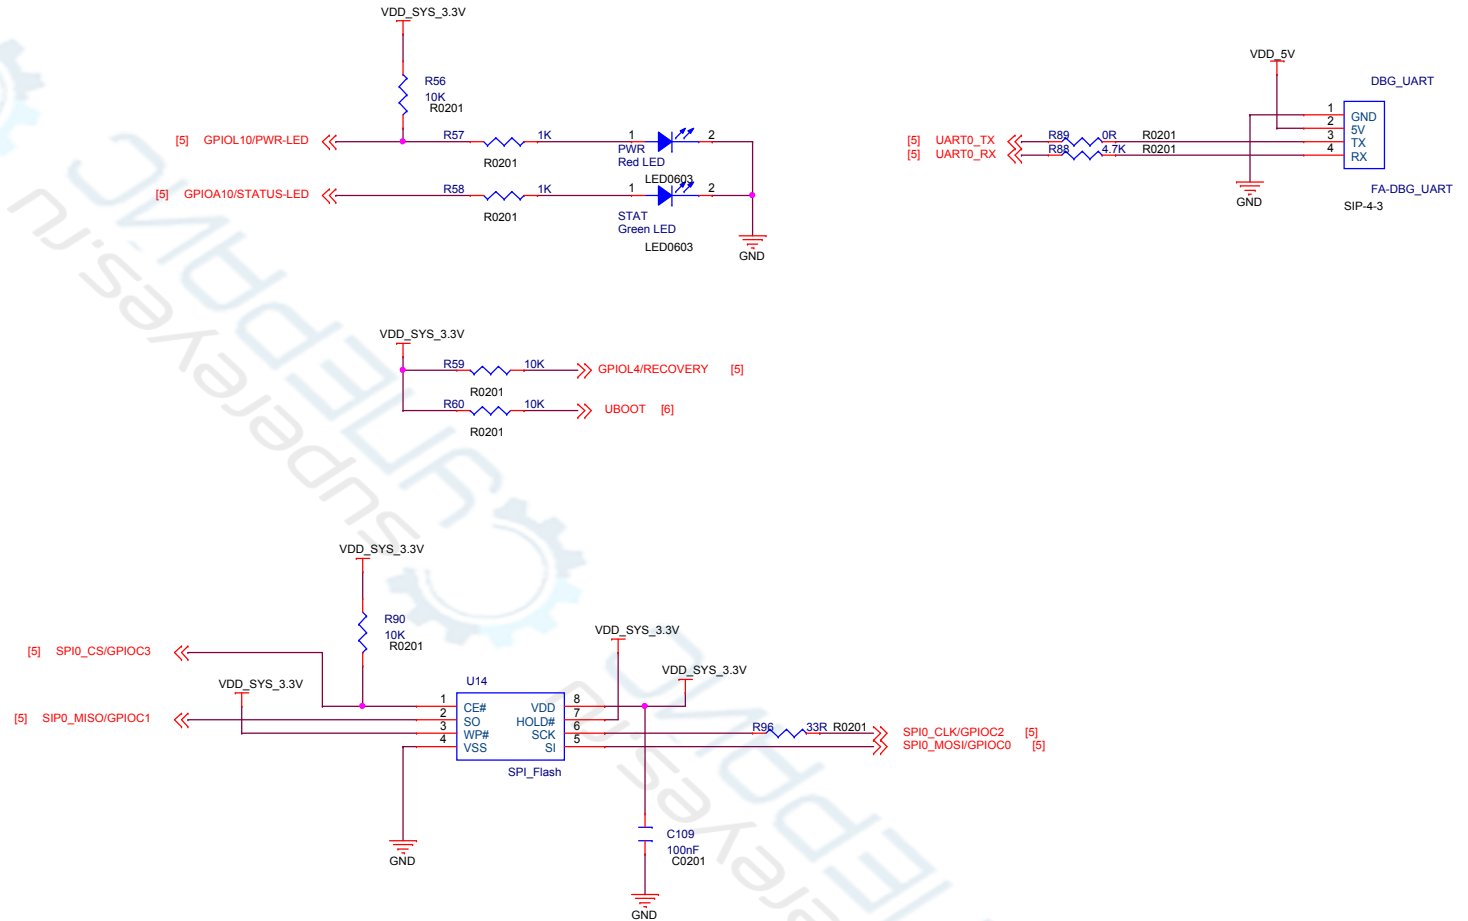 VDD_SYS_3.3V
R56
10K
R0201
[5] GPIOL10/PWR-LED
R57 1K
R0201
1 2
PWR
Red LED
LED0603
[5] GPIOA10/STATUS-LED
R58 1K
R0201
1 2
STAT
Green LED
LED0603
GND
VDD_5V
DBG_UART
1 GND
2 5V
3 TX
4 RX
[5] UART0_TX R89 0R R0201
[5] UART0_RX R88 4.7K R0201
GND
FA-DBG_UART
SIP-4-3
VDD_SYS_3.3V
R59 10K GPIOL4/RECOVERY [5]
R0201
R60 10K UBOOT [6]
R0201
VDD_SYS_3.3V
R90
10K
R0201
[5] SPI0_CS/GPIOC3
VDD_SYS_3.3V
[5] SIP0_MISO/GPIOC1
VDD_SYS_3.3V
VDD_SYS_3.3V
U14
1 CE# VDD 8
2 SO HOLD# 7
3 WP# SCK 6
4 VSS SI 5
SPI_Flash
R96 33R R0201 SPI0_CLK/GPIOC2 [5]
SPI0_MOSI/GPIOC0 [5]
GND
C109
100nF
C0201
GND